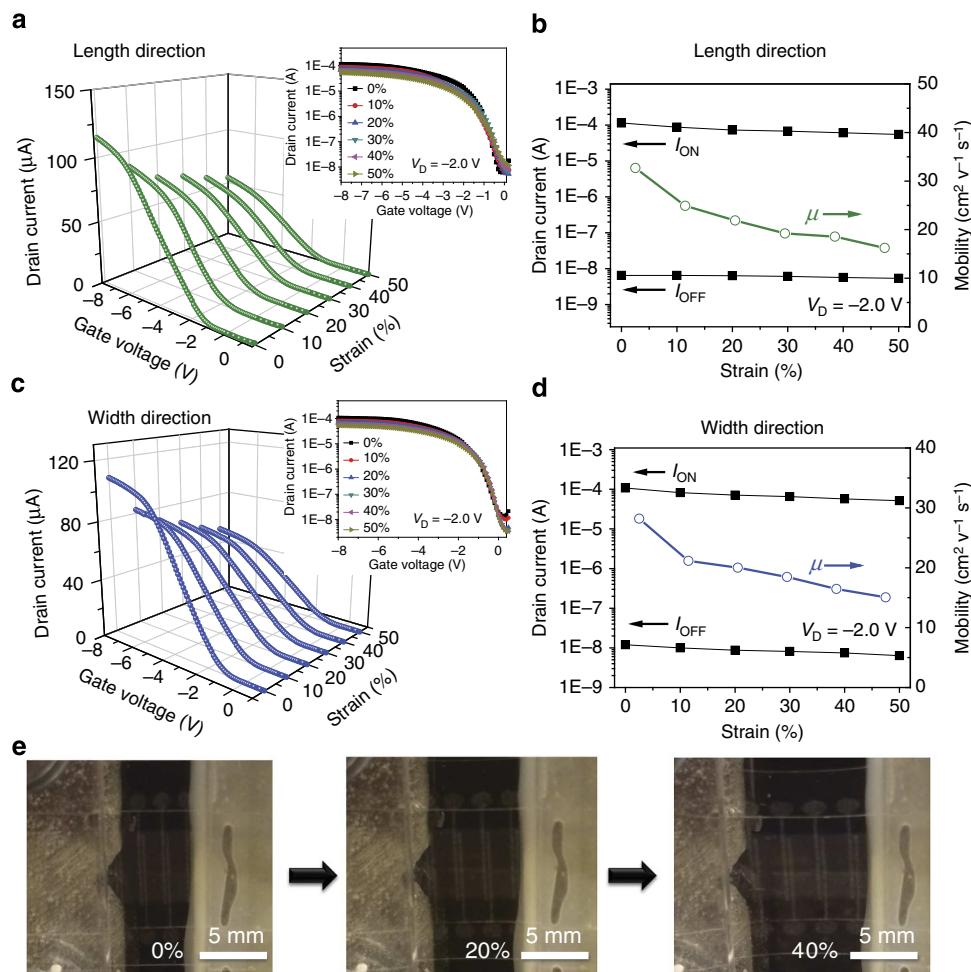 a
Length direction
Drain current (µA)
150
100
50
0
−8
−6
−4
−2
0
Gate voltage (V)
0
10
20
30
40
50
Strain (%)
Drain current (A)
1E−4
1E−5
1E−6
1E−7
1E−8
0%
10%
20%
30%
40%
50%
V_D = −2.0 V
−8 −7 −6 −5 −4 −3 −2 −1 0
Gate voltage (V)
b
Length direction
Drain current (A)
1E−3
1E−4
1E−5
1E−6
1E−7
1E−8
1E−9
I_ON
µ
I_OFF
V_D = −2.0 V
50
40
30
20
10
0
Mobility (cm² v⁻¹ s⁻¹)
0 10 20 30 40 50
Strain (%)
c
Width direction
Drain current (µA)
120
80
40
0
−8
−6
−4
−2
0
Gate voltage (V)
0
10
20
30
40
50
Strain (%)
Drain current (A)
1E−4
1E−5
1E−6
1E−7
1E−8
0%
10%
20%
30%
40%
50%
V_D = −2.0 V
−8 −6 −4 −2 0
Gate voltage (V)
d
Width direction
Drain current (A)
1E−3
1E−4
1E−5
1E−6
1E−7
1E−8
1E−9
I_ON
µ
I_OFF
V_D = −2.0 V
40
30
20
10
0
Mobility (cm² v⁻¹ s⁻¹)
0 10 20 30 40 50
Strain (%)
e
0%
5 mm
20%
5 mm
40%
5 mm